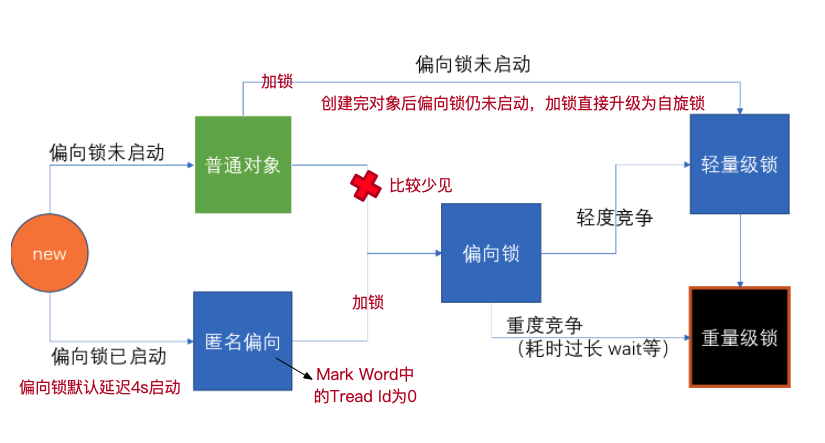 偏向锁未启动
加锁
创建完对象后偏向锁仍未启动，加锁直接升级为自旋锁
偏向锁未启动
普通对象
比较少见
轻量级锁
轻度竞争
new
偏向锁
加锁
重度竞争
（耗时过长 wait等）
重量级锁
偏向锁已启动
匿名偏向
偏向锁默认延迟4s启动
Mark Word中
的Tread Id为0